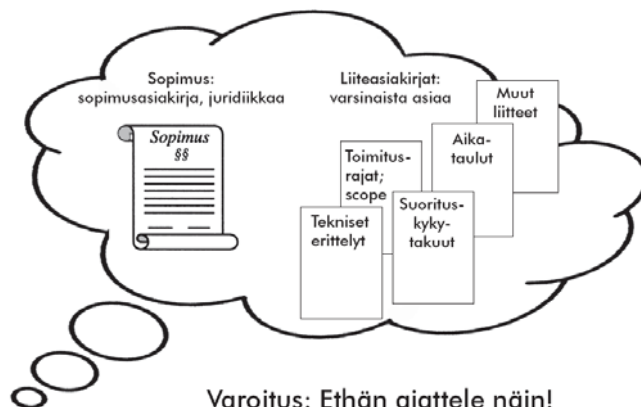 Sopimus:
sopimusasiakirja, juridiikkaa
Sopimus
§§
Liiteasiakirjat:
varsinaista asiaa
Muut
liitteet
Aika-
taulut
Toimitus-
rajat;
scope
Suoritus-
kyky-
takuut
Tekniset
erittelyt
Varoitus: Ethän ajattele näin!